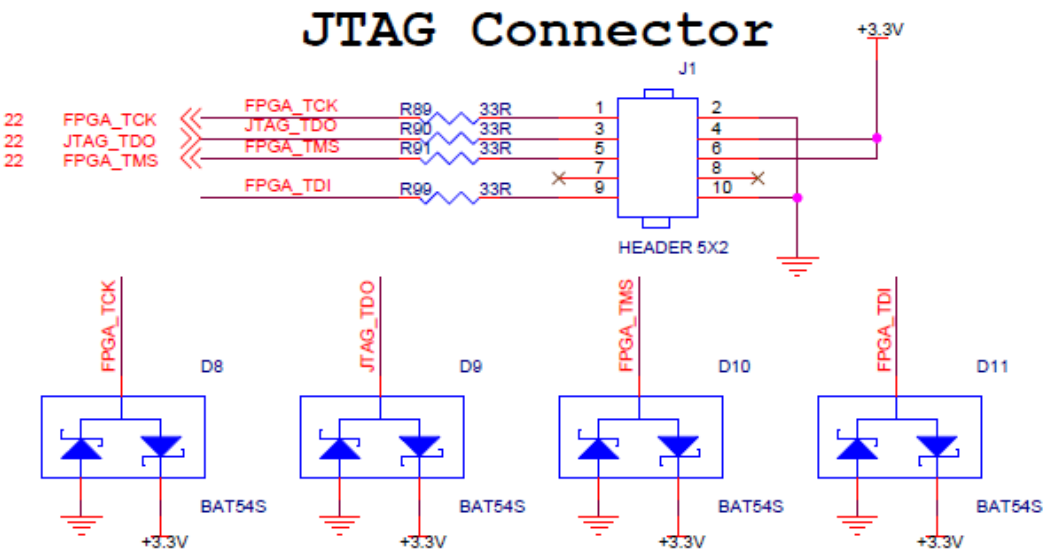 JTAG Connector
+3.3V
J1
22 FPGA_TCK FPGA_TCK R89 33R 1 2
22 JTAG_TDO JTAG_TDO R90 33R 3 4
22 FPGA_TMS FPGA_TMS R91 33R 5 6
7 8
FPGA_TDI R99 33R 9 10
HEADER 5X2
FPGA_TCK JTAG_TDO FPGA_TMS FPGA_TDI
D8 D9 D10 D11
BAT54S BAT54S BAT54S BAT54S
+3.3V +3.3V +3.3V +3.3V